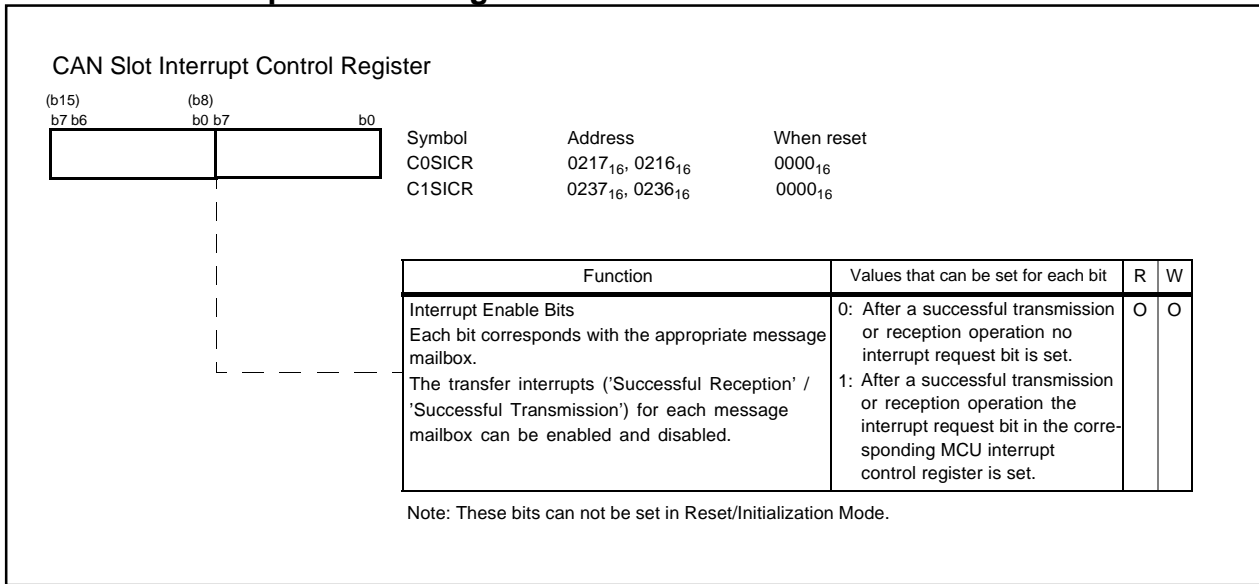 CAN Slot Interrupt Control Register
(b15) (b8)
b7 b6 b0 b7 b0
Symbol Address When reset
C0SICR 0217₁₆, 0216₁₆ 0000₁₆
C1SICR 0237₁₆, 0236₁₆ 0000₁₆
Function Values that can be set for each bit R W
Interrupt Enable Bits
Each bit corresponds with the appropriate message
mailbox.
The transfer interrupts ('Successful Reception' /
'Successful Transmission') for each message
mailbox can be enabled and disabled.
0: After a successful transmission
or reception operation no
interrupt request bit is set.
1: After a successful transmission
or reception operation the
interrupt request bit in the corre-
sponding MCU interrupt
control register is set.
O O
Note: These bits can not be set in Reset/Initialization Mode.